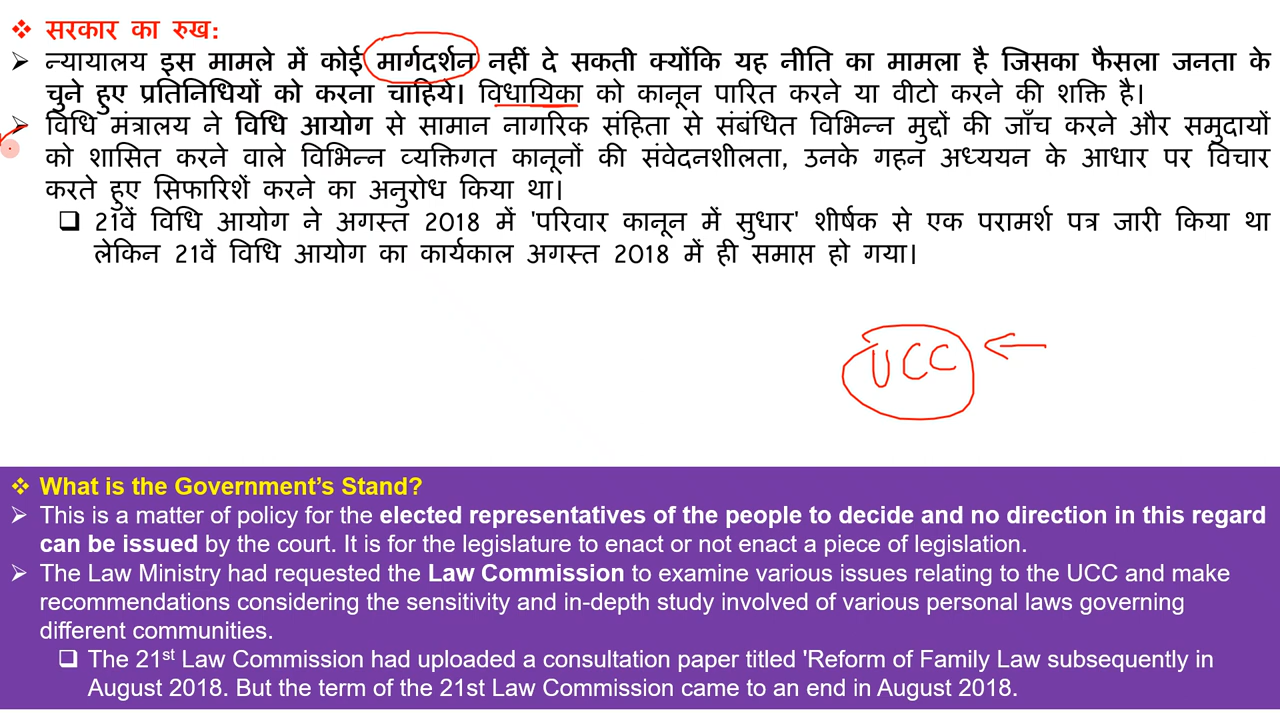 ❖ सरकार का रुख:
➢ न्यायालय इस मामले में कोई मार्गदर्शन नहीं दे सकती क्योंकि यह नीति का मामला है जिसका फैसला जनता के
चुने हुए प्रतिनिधियों को करना चाहिये। विधायिका को कानून पारित करने या वीटो करने की शक्ति है।
➢ विधि मंत्रालय ने विधि आयोग से सामान नागरिक संहिता से संबंधित विभिन्न मुद्दों की जाँच करने और समुदायों
को शासित करने वाले विभिन्न व्यक्तिगत कानूनों की संवेदनशीलता, उनके गहन अध्ययन के आधार पर विचार
करते हुए सिफारिशें करने का अनुरोध किया था।
❑ 21वें विधि आयोग ने अगस्त 2018 में 'परिवार कानून में सुधार' शीर्षक से एक परामर्श पत्र जारी किया था
लेकिन 21वें विधि आयोग का कार्यकाल अगस्त 2018 में ही समाप्त हो गया।
UCC ←
❖ What is the Government's Stand?
➢ This is a matter of policy for the elected representatives of the people to decide and no direction in this regard
can be issued by the court. It is for the legislature to enact or not enact a piece of legislation.
➢ The Law Ministry had requested the Law Commission to examine various issues relating to the UCC and make
recommendations considering the sensitivity and in-depth study involved of various personal laws governing
different communities.
❑ The 21st Law Commission had uploaded a consultation paper titled 'Reform of Family Law subsequently in
August 2018. But the term of the 21st Law Commission came to an end in August 2018.